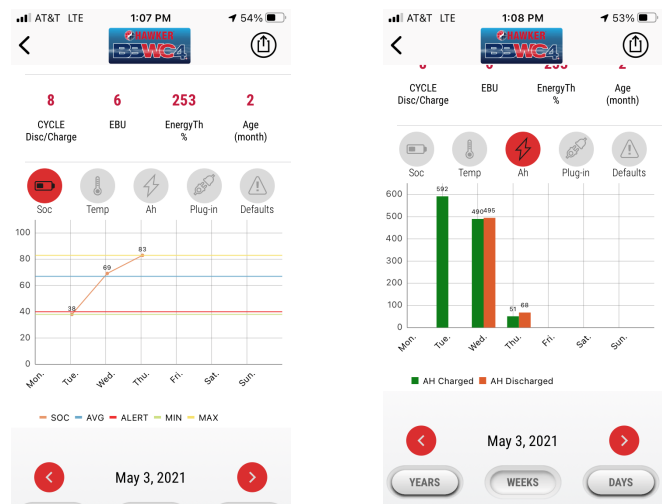 AT&T LTE 1:07 PM 54%
HAWKER
BBWC4
8 6 253 2
CYCLE EBU EnergyTh Age
Disc/Charge % (month)
Soc Temp Ah Plug-in Defaults
100
80
60
40
20
0
83
69
38
Mon. Tue. Wed. Thu. Fri. Sat. Sun.
SOC AVG ALERT MIN MAX
May 3, 2021
AT&T LTE 1:08 PM 53%
HAWKER
BBWC4
CYCLE EBU EnergyTh Age
Disc/Charge % (month)
Soc Temp Ah Plug-in Defaults
600
500
400
300
200
100
0
592
490 495
51 68
Mon. Tue. Wed. Thu. Fri. Sat. Sun.
AH Charged AH Discharged
May 3, 2021
YEARS WEEKS DAYS